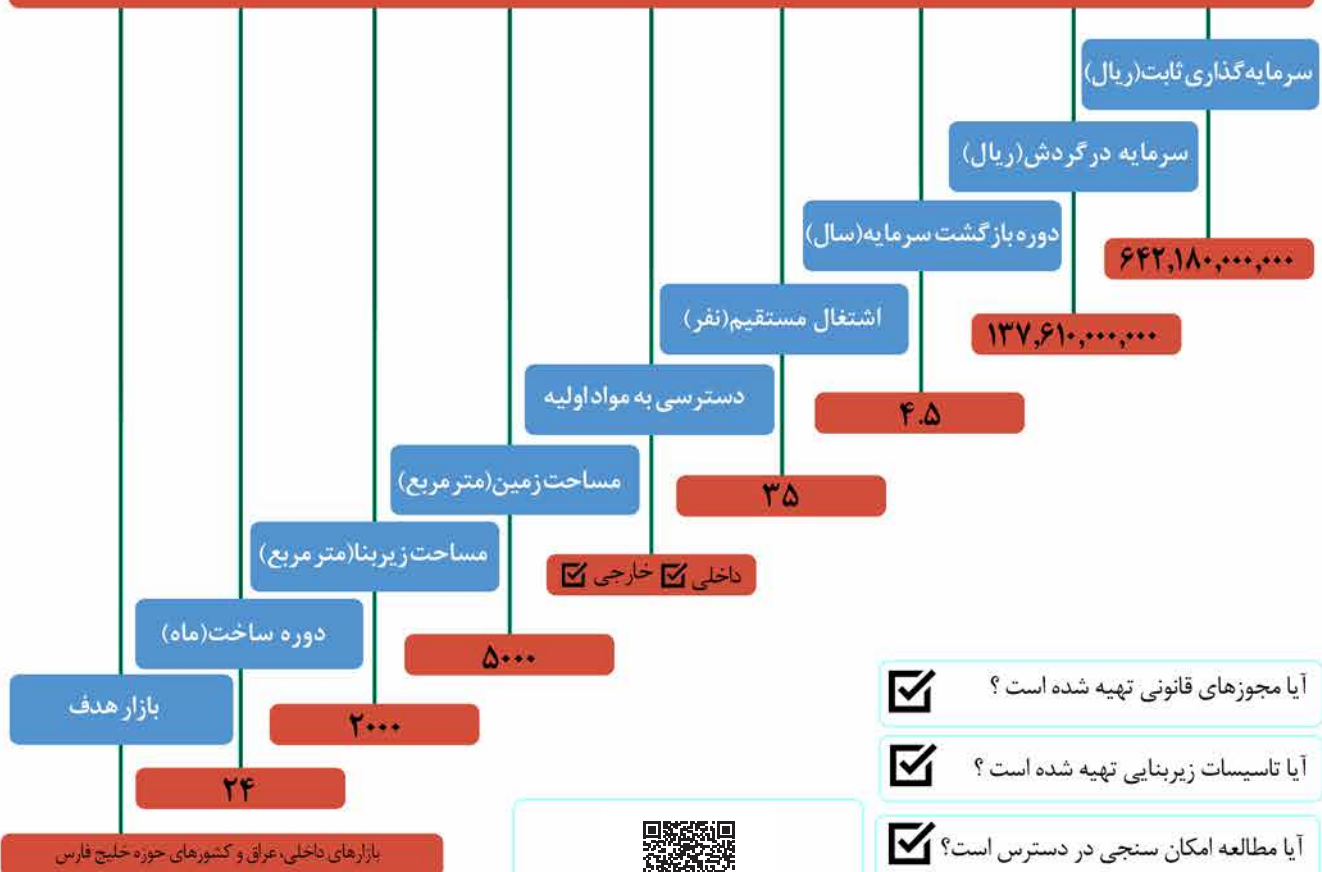 سرمایه‌گذاری ثابت(ریال)
۶۴۲,۱۸۰,۰۰۰,۰۰۰
سرمایه در گردش(ریال)
۱۳۷,۶۱۰,۰۰۰,۰۰۰
دوره بازگشت سرمایه(سال)
۴.۵
اشتغال مستقیم(نفر)
۳۵
دسترسی به مواد اولیه
داخلی ☑ خارجی ☑
مساحت زمین(متر مربع)
۵۰۰۰
مساحت زیربنا(متر مربع)
۲۰۰۰
دوره ساخت(ماه)
۲۴
بازار هدف
بازارهای داخلی، عراق و کشورهای حوزه خلیج فارس
آیا مجوزهای قانونی تهیه شده است ؟ ☑
آیا تاسیسات زیربنایی تهیه شده است ؟ ☑
آیا مطالعه امکان سنجی در دسترس است؟ ☑